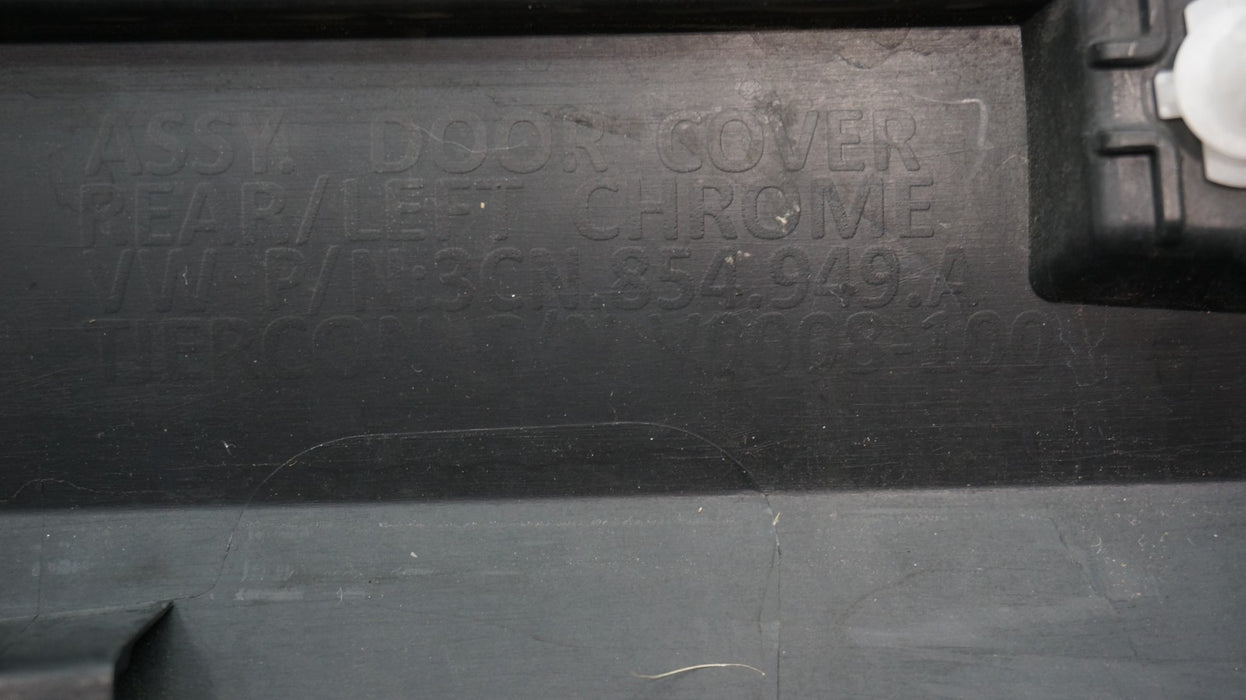 ASSY. DOOR COVER
REAR/LEFT CHROME
VW P/N:3CN.854.949.A
TIERCON